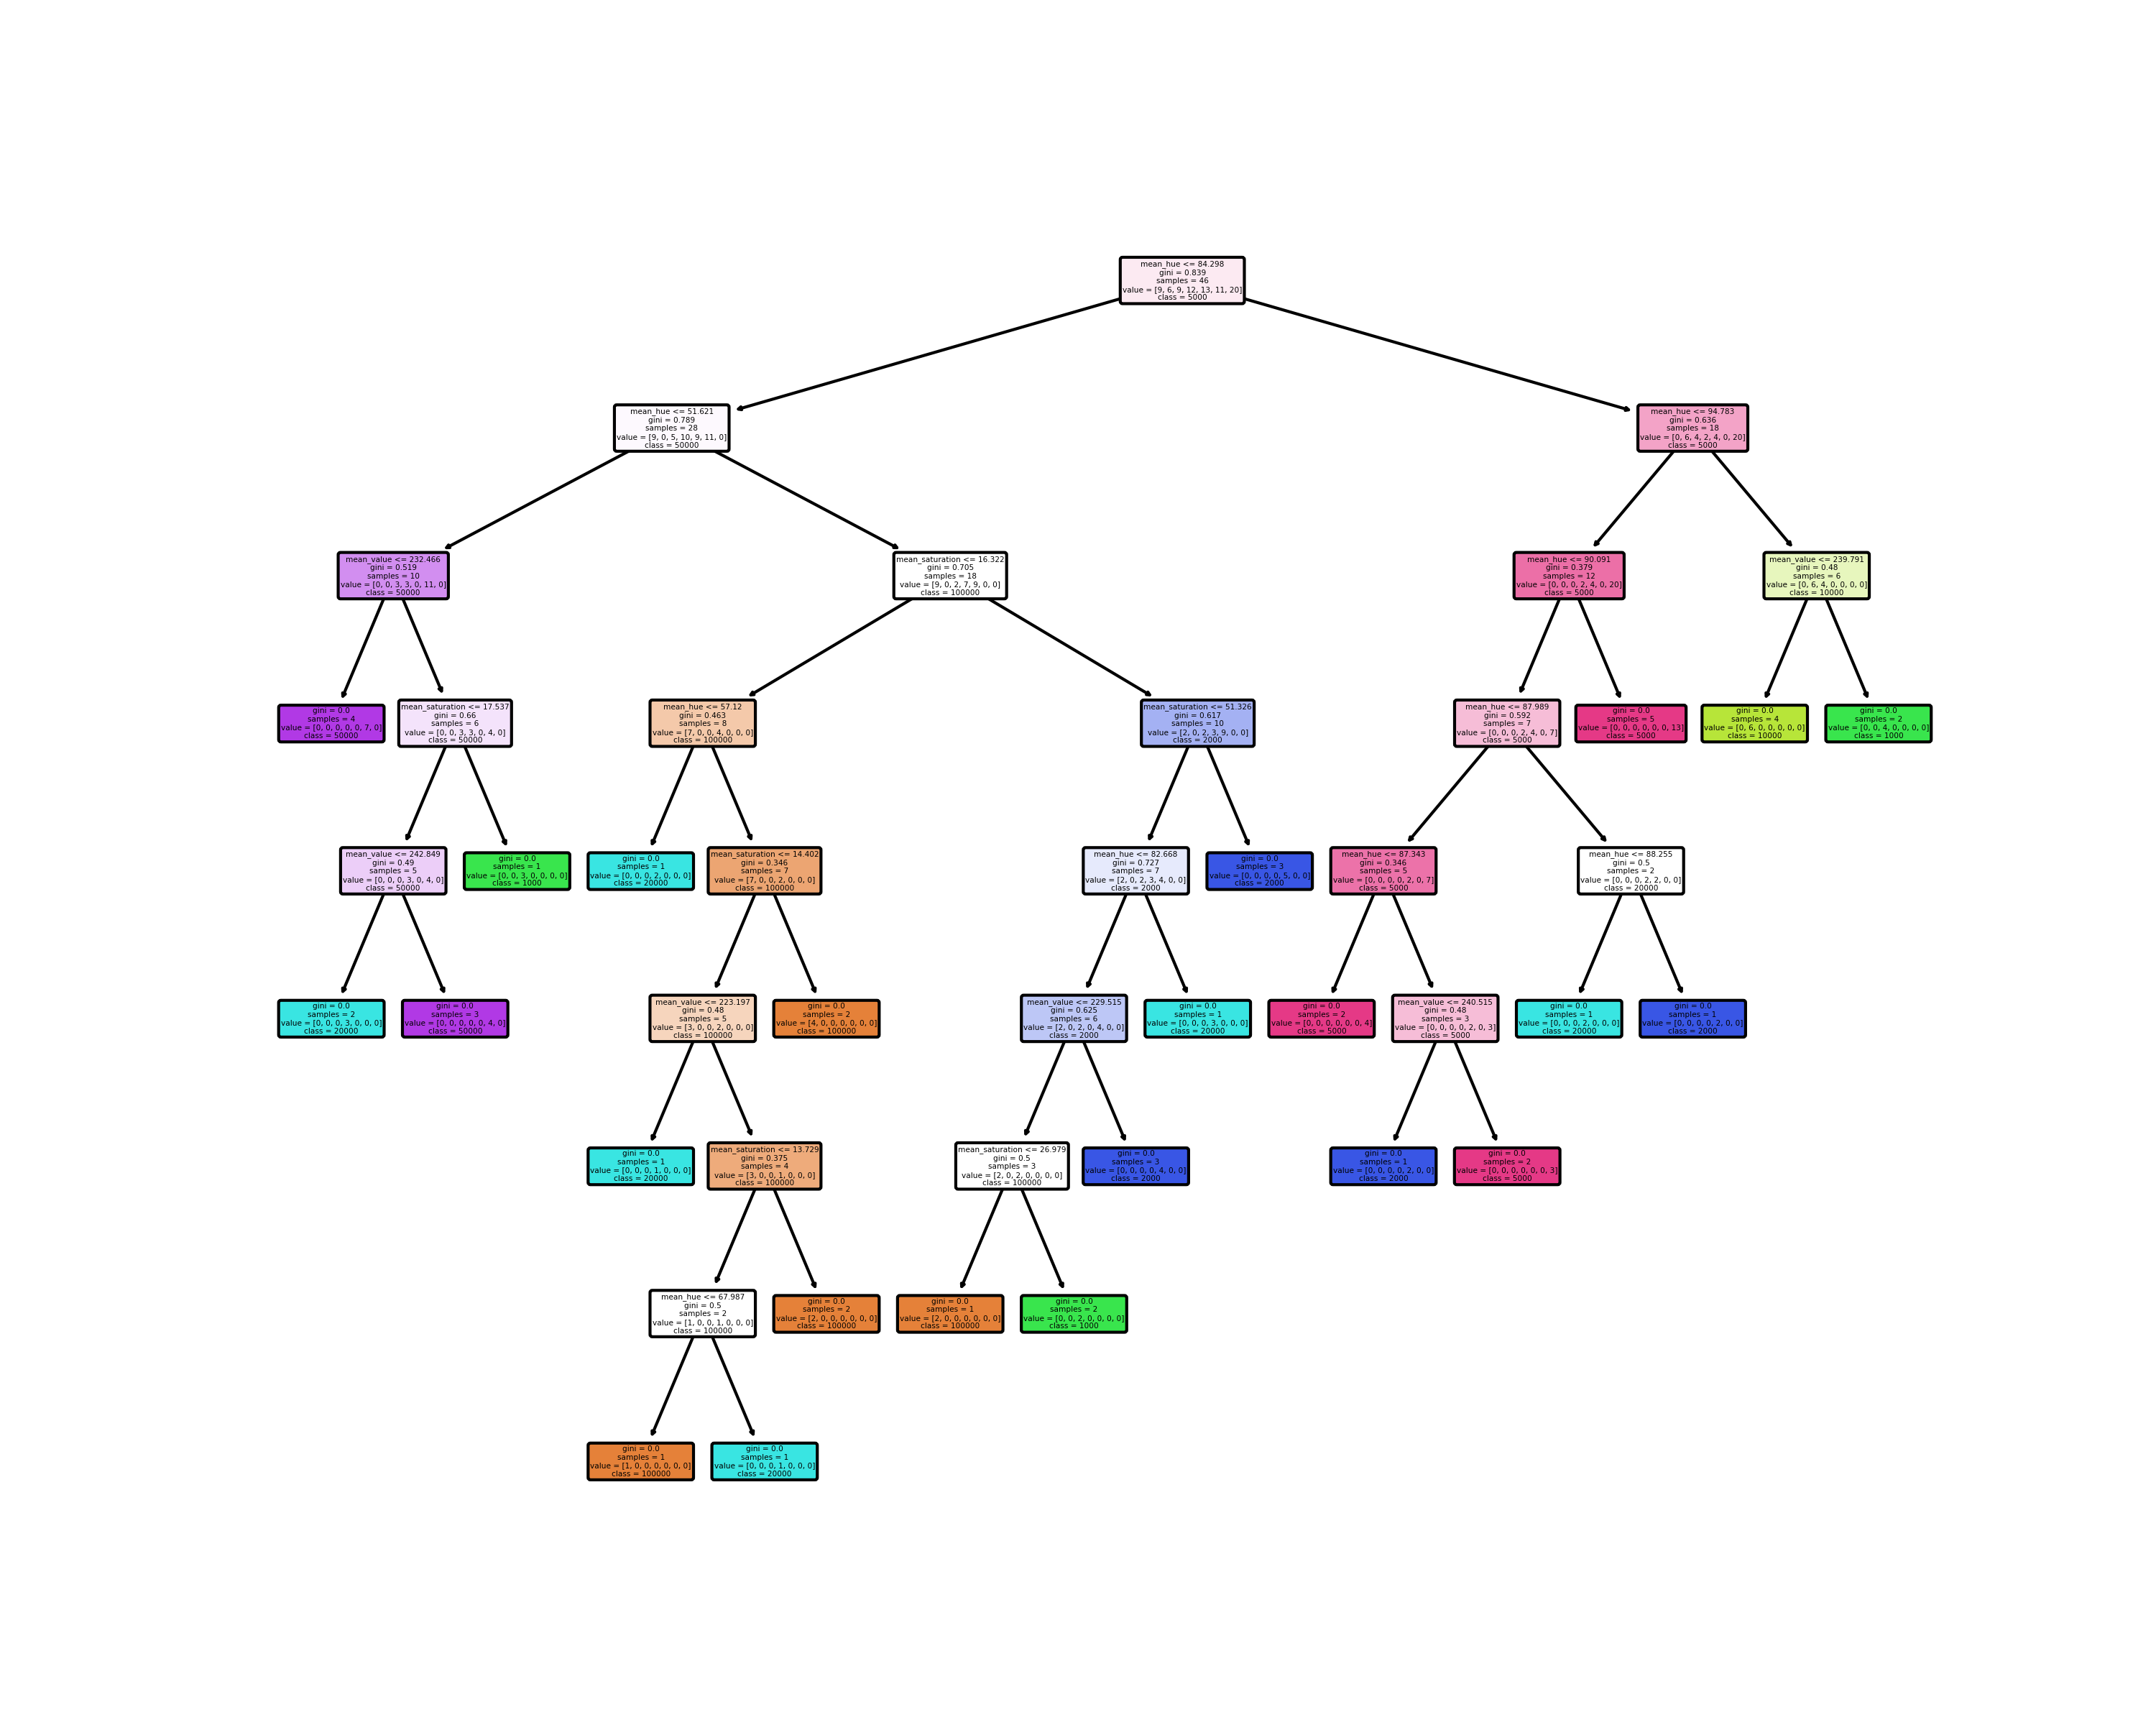 mean_hue <= 84.298
gini = 0.839
samples = 46
value = [9, 6, 9, 12, 13, 11, 20]
class = 5000
mean_hue <= 51.621
gini = 0.789
samples = 28
value = [9, 0, 5, 10, 9, 11, 0]
class = 50000
mean_hue <= 94.783
gini = 0.636
samples = 18
value = [0, 6, 4, 2, 4, 0, 20]
class = 5000
mean_value <= 232.466
gini = 0.519
samples = 10
value = [0, 0, 3, 3, 0, 11, 0]
class = 50000
mean_saturation <= 16.322
gini = 0.705
samples = 18
value = [9, 0, 2, 7, 9, 0, 0]
class = 100000
mean_hue <= 90.091
gini = 0.379
samples = 12
value = [0, 0, 0, 2, 4, 0, 20]
class = 5000
mean_value <= 239.791
gini = 0.48
samples = 6
value = [0, 6, 4, 0, 0, 0, 0]
class = 10000
gini = 0.0
samples = 4
value = [0, 0, 0, 0, 0, 7, 0]
class = 50000
mean_saturation <= 17.537
gini = 0.66
samples = 6
value = [0, 0, 3, 3, 0, 4, 0]
class = 50000
mean_hue <= 57.12
gini = 0.463
samples = 8
value = [7, 0, 0, 4, 0, 0, 0]
class = 100000
mean_saturation <= 51.326
gini = 0.617
samples = 10
value = [2, 0, 2, 3, 9, 0, 0]
class = 2000
mean_hue <= 87.989
gini = 0.592
samples = 7
value = [0, 0, 0, 2, 4, 0, 7]
class = 5000
gini = 0.0
samples = 5
value = [0, 0, 0, 0, 0, 0, 13]
class = 5000
gini = 0.0
samples = 4
value = [0, 6, 0, 0, 0, 0, 0]
class = 10000
gini = 0.0
samples = 2
value = [0, 0, 4, 0, 0, 0, 0]
class = 1000
mean_value <= 242.849
gini = 0.49
samples = 5
value = [0, 0, 0, 3, 0, 4, 0]
class = 50000
gini = 0.0
samples = 1
value = [0, 0, 3, 0, 0, 0, 0]
class = 1000
gini = 0.0
samples = 1
value = [0, 0, 0, 2, 0, 0, 0]
class = 20000
mean_saturation <= 14.402
gini = 0.346
samples = 7
value = [7, 0, 0, 2, 0, 0, 0]
class = 100000
mean_hue <= 82.668
gini = 0.727
samples = 7
value = [2, 0, 2, 3, 4, 0, 0]
class = 2000
gini = 0.0
samples = 3
value = [0, 0, 0, 0, 5, 0, 0]
class = 2000
mean_hue <= 87.343
gini = 0.346
samples = 5
value = [0, 0, 0, 0, 2, 0, 7]
class = 5000
mean_hue <= 88.255
gini = 0.5
samples = 2
value = [0, 0, 0, 2, 2, 0, 0]
class = 20000
gini = 0.0
samples = 2
value = [0, 0, 0, 3, 0, 0, 0]
class = 20000
gini = 0.0
samples = 3
value = [0, 0, 0, 0, 0, 4, 0]
class = 50000
mean_value <= 223.197
gini = 0.48
samples = 5
value = [3, 0, 0, 2, 0, 0, 0]
class = 100000
gini = 0.0
samples = 2
value = [4, 0, 0, 0, 0, 0, 0]
class = 100000
mean_value <= 229.515
gini = 0.625
samples = 6
value = [2, 0, 2, 0, 4, 0, 0]
class = 2000
gini = 0.0
samples = 1
value = [0, 0, 0, 3, 0, 0, 0]
class = 20000
gini = 0.0
samples = 2
value = [0, 0, 0, 0, 0, 0, 4]
class = 5000
mean_value <= 240.515
gini = 0.48
samples = 3
value = [0, 0, 0, 0, 2, 0, 3]
class = 5000
gini = 0.0
samples = 1
value = [0, 0, 0, 2, 0, 0, 0]
class = 20000
gini = 0.0
samples = 1
value = [0, 0, 0, 0, 2, 0, 0]
class = 2000
gini = 0.0
samples = 1
value = [0, 0, 0, 1, 0, 0, 0]
class = 20000
mean_saturation <= 13.729
gini = 0.375
samples = 4
value = [3, 0, 0, 1, 0, 0, 0]
class = 100000
mean_saturation <= 26.979
gini = 0.5
samples = 3
value = [2, 0, 2, 0, 0, 0, 0]
class = 100000
gini = 0.0
samples = 3
value = [0, 0, 0, 0, 4, 0, 0]
class = 2000
gini = 0.0
samples = 1
value = [0, 0, 0, 0, 2, 0, 0]
class = 2000
gini = 0.0
samples = 2
value = [0, 0, 0, 0, 0, 0, 3]
class = 5000
mean_hue <= 67.987
gini = 0.5
samples = 2
value = [1, 0, 0, 1, 0, 0, 0]
class = 100000
gini = 0.0
samples = 2
value = [2, 0, 0, 0, 0, 0, 0]
class = 100000
gini = 0.0
samples = 1
value = [2, 0, 0, 0, 0, 0, 0]
class = 100000
gini = 0.0
samples = 2
value = [0, 0, 2, 0, 0, 0, 0]
class = 1000
gini = 0.0
samples = 1
value = [1, 0, 0, 0, 0, 0, 0]
class = 100000
gini = 0.0
samples = 1
value = [0, 0, 0, 1, 0, 0, 0]
class = 20000